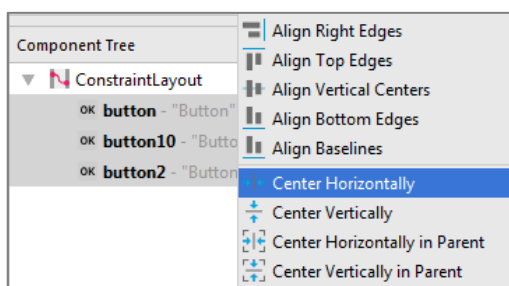 Component Tree
ConstraintLayout
OK button - "Button"
OK button10 - "Butto
OK button2 - "Button
Align Right Edges
Align Top Edges
Align Vertical Centers
Align Bottom Edges
Align Baselines
Center Horizontally
Center Vertically
Center Horizontally in Parent
Center Vertically in Parent